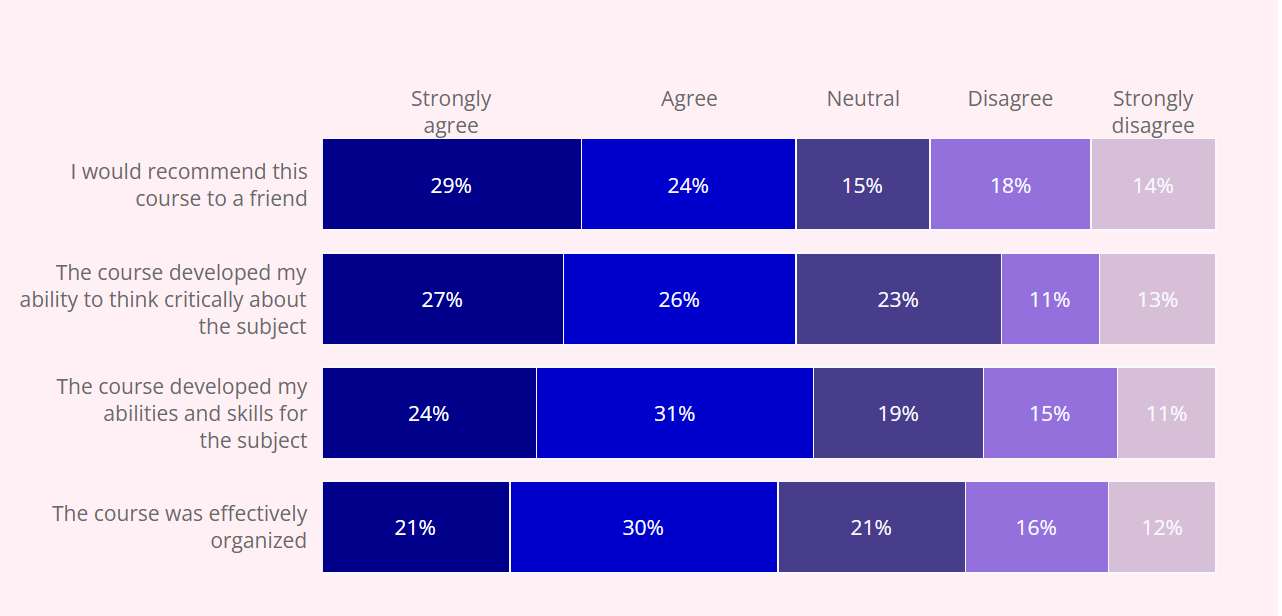 Strongly
agree
Agree
Neutral
Disagree
Strongly
disagree
I would recommend this
course to a friend
29%
24%
15%
18%
14%
The course developed my
ability to think critically about
the subject
27%
26%
23%
11%
13%
The course developed my
abilities and skills for
the subject
24%
31%
19%
15%
11%
The course was effectively
organized
21%
30%
21%
16%
12%